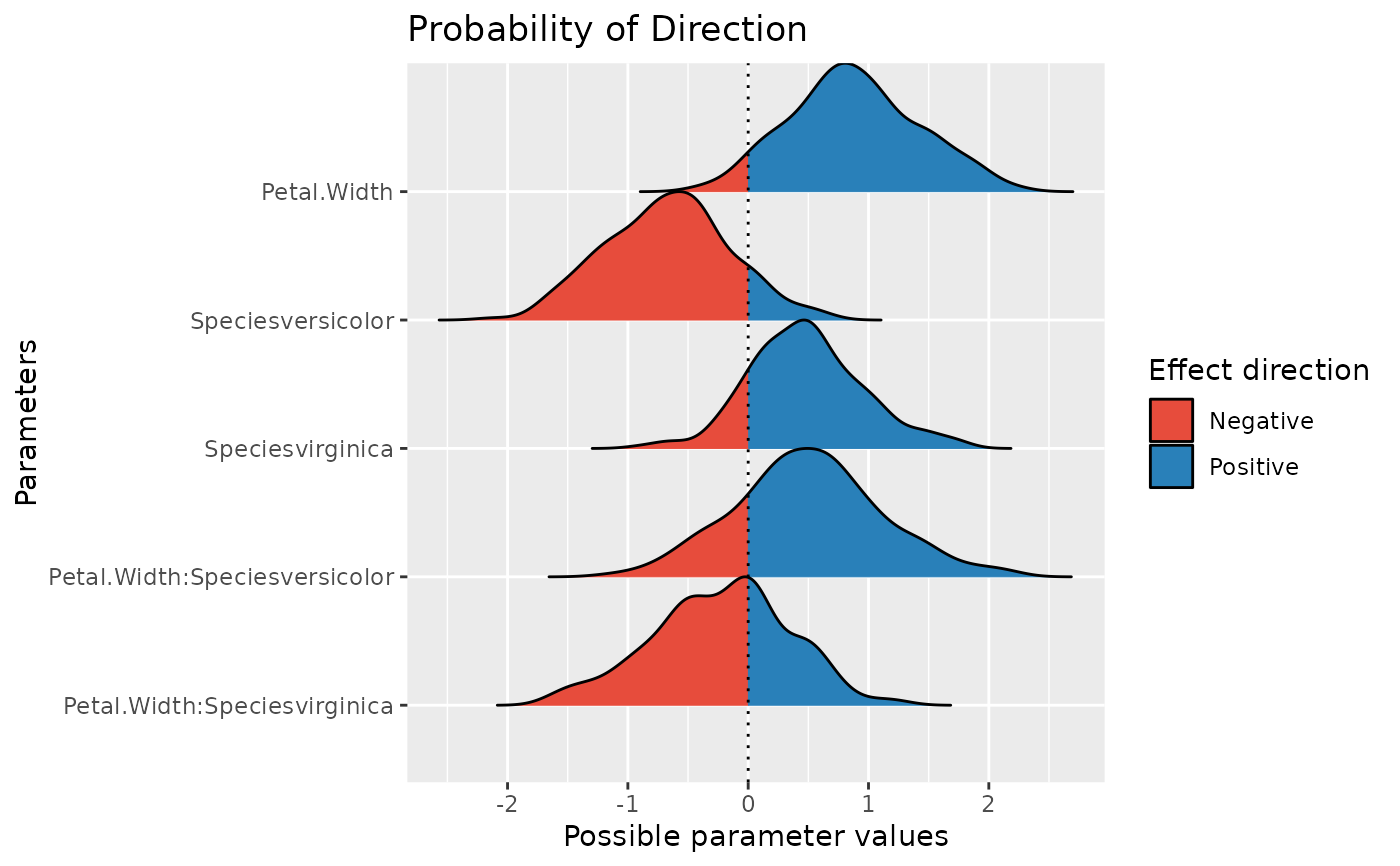 Probability of Direction
Parameters
Petal.Width
Speciesversicolor
Speciesvirginica
Petal.Width:Speciesversicolor
Petal.Width:Speciesvirginica
-2 -1 0 1 2
Possible parameter values
Effect direction
Negative
Positive